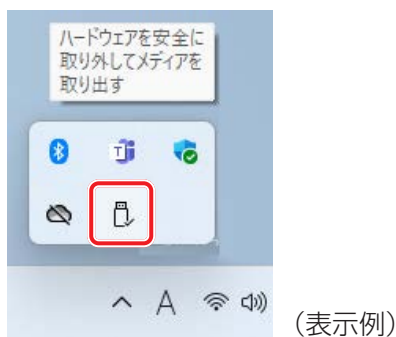 ハードウェアを安全に
取り外してメディアを
取り出す
A
（表示例）